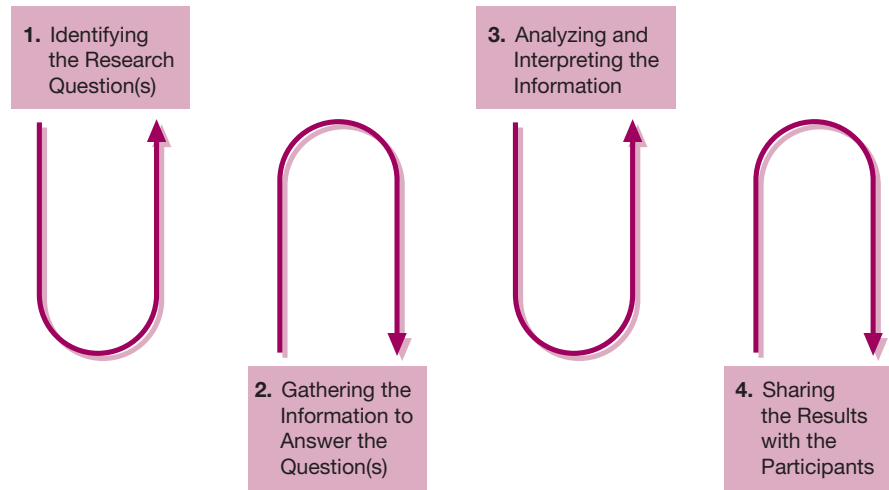 1. Identifying
the Research
Question(s)
2. Gathering the
Information to
Answer the
Question(s)
3. Analyzing and
Interpreting the
Information
4. Sharing
the Results
with the
Participants